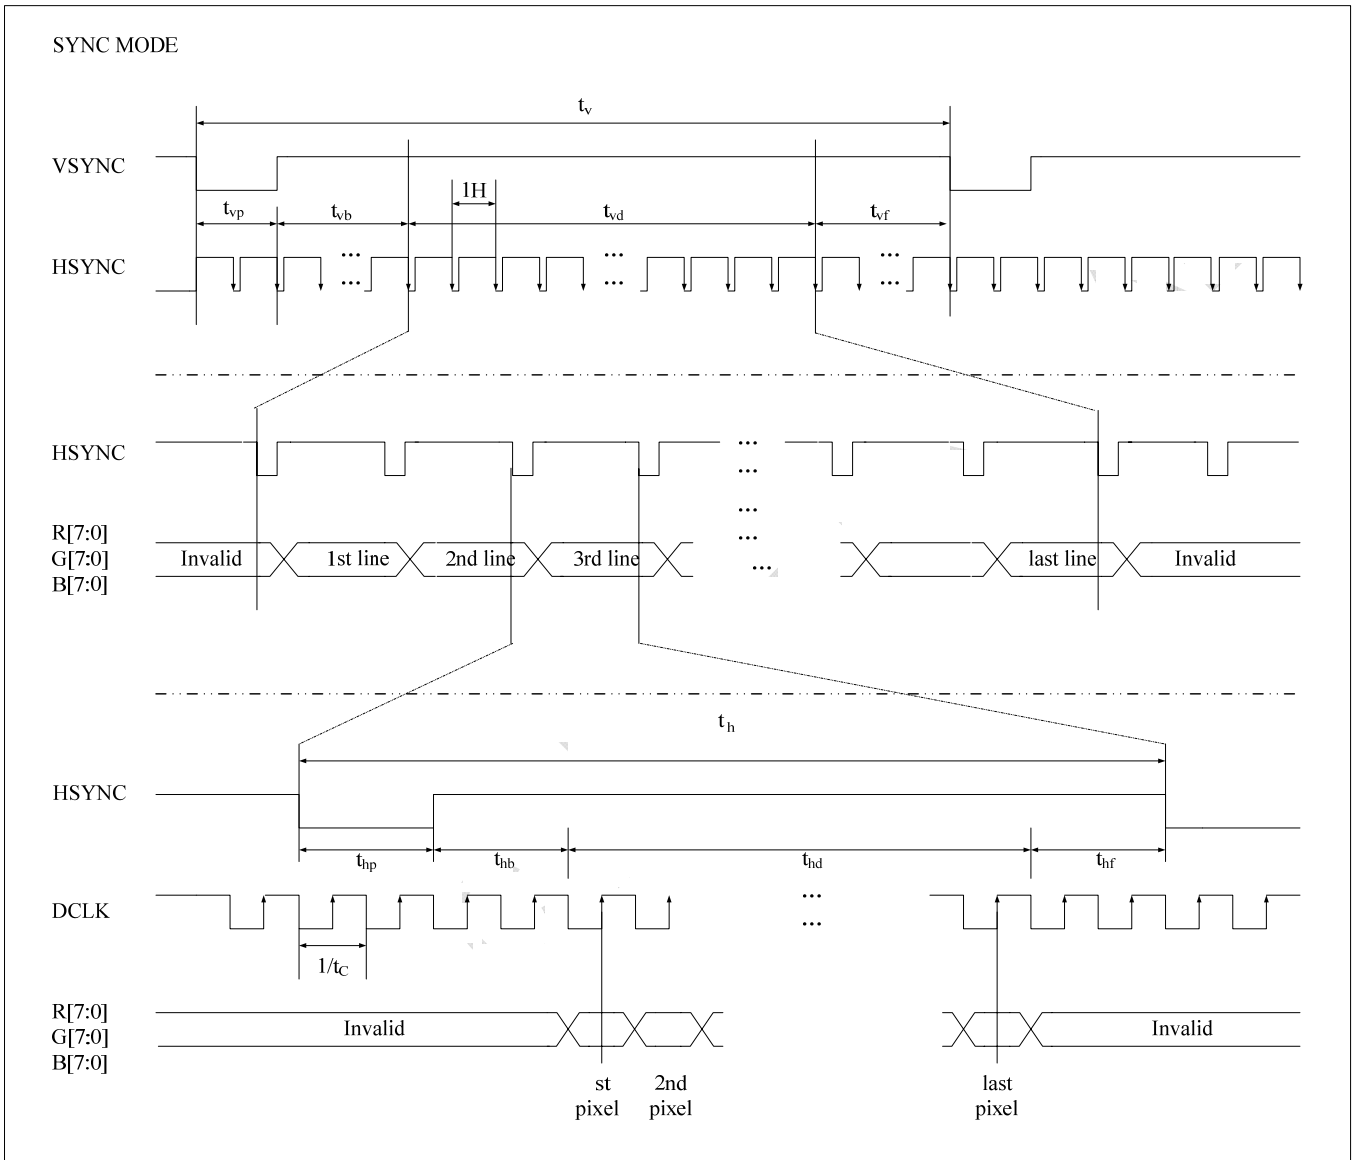 SYNC MODE
tv
VSYNC
1H
tvp
tvb
tvd
tvf
HSYNC
... ... ...
... ... ...
HSYNC
...
...
...
R[7:0]
...
Invalid 1st line 2nd line 3rd line last line Invalid
G[7:0]
...
B[7:0]
th
HSYNC
thp thb thd thf
...
DCLK
...
1/tC
R[7:0]
Invalid Invalid
G[7:0]
B[7:0]
st 2nd last
pixel pixel pixel